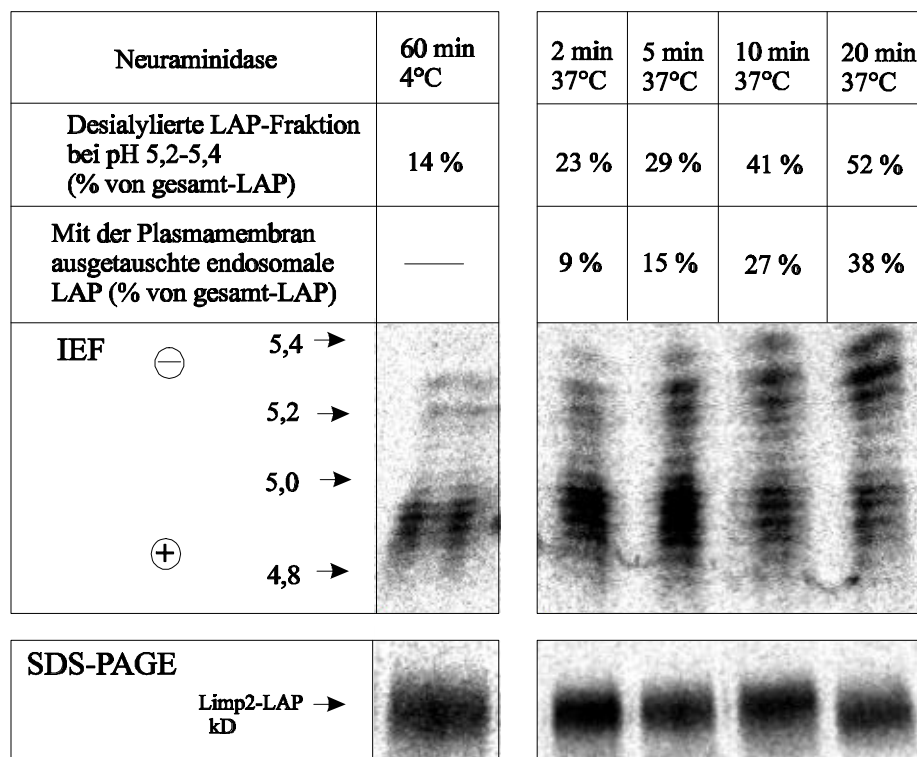 Neuraminidase
60 min
4°C
2 min
37°C
5 min
37°C
10 min
37°C
20 min
37°C
Desialylierte LAP-Fraktion
bei pH 5,2-5,4
(% von gesamt-LAP)
14 %
23 %
29 %
41 %
52 %
Mit der Plasmamembran
ausgetauschte endosomale
LAP (% von gesamt-LAP)
——
9 %
15 %
27 %
38 %
IEF
−
5,4
5,2
5,0
+
4,8
SDS-PAGE
Limp2-LAP
kD